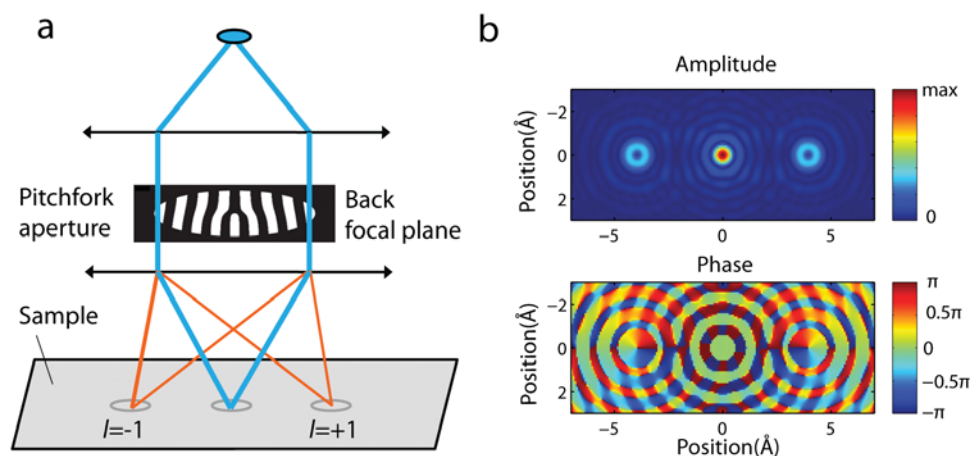 a
Pitchfork
aperture
Back
focal plane
Sample
l=-1
l=+1
b
Amplitude
Position(Å)
−2
0
2
−5
0
5
max
0
Phase
Position(Å)
−2
0
2
−5
0
5
Position(Å)
π
0.5π
0
−0.5π
−π